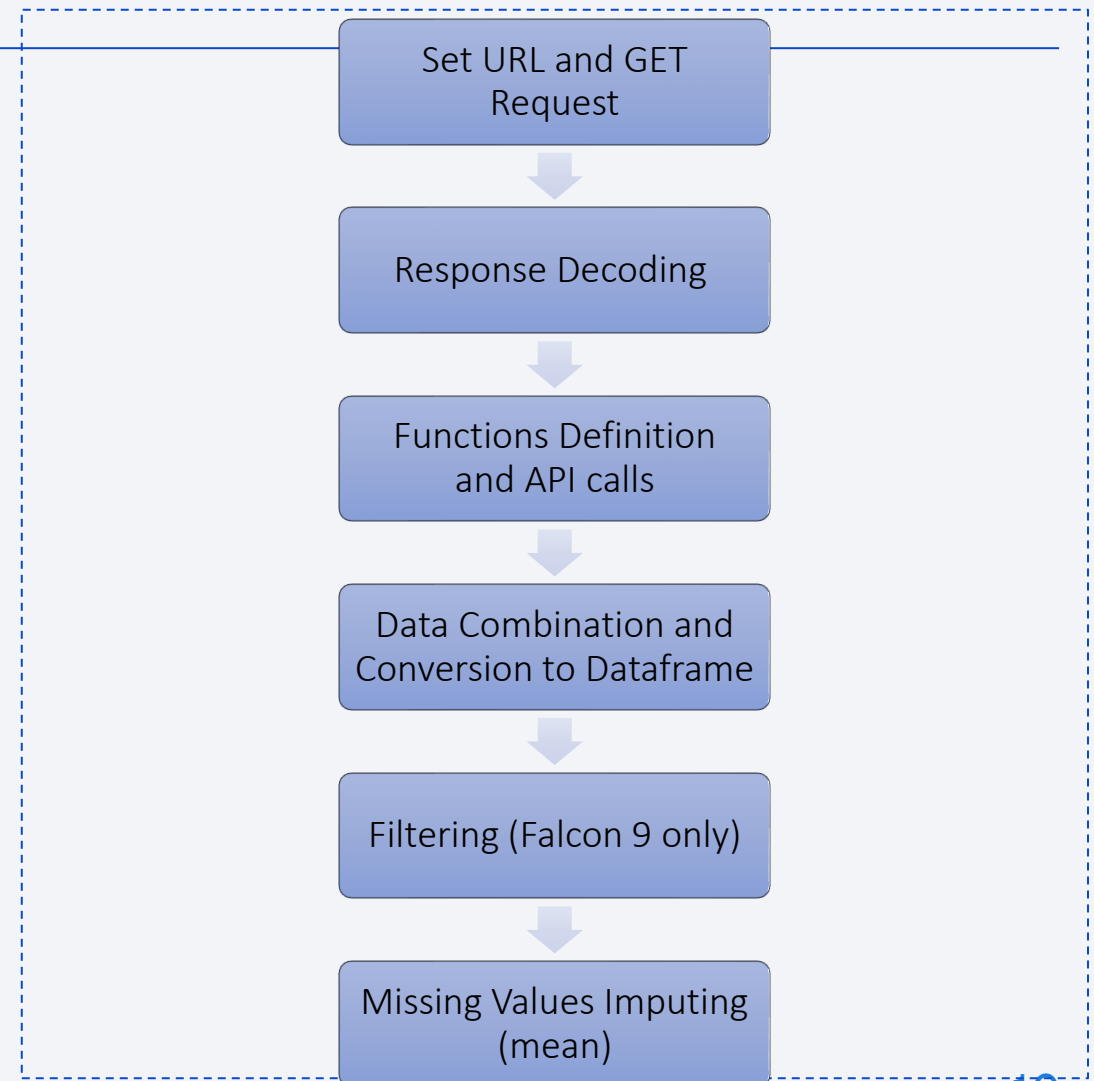 Set URL and GET
Request
Response Decoding
Functions Definition
and API calls
Data Combination and
Conversion to Dataframe
Filtering (Falcon 9 only)
Missing Values Imputing
(mean)